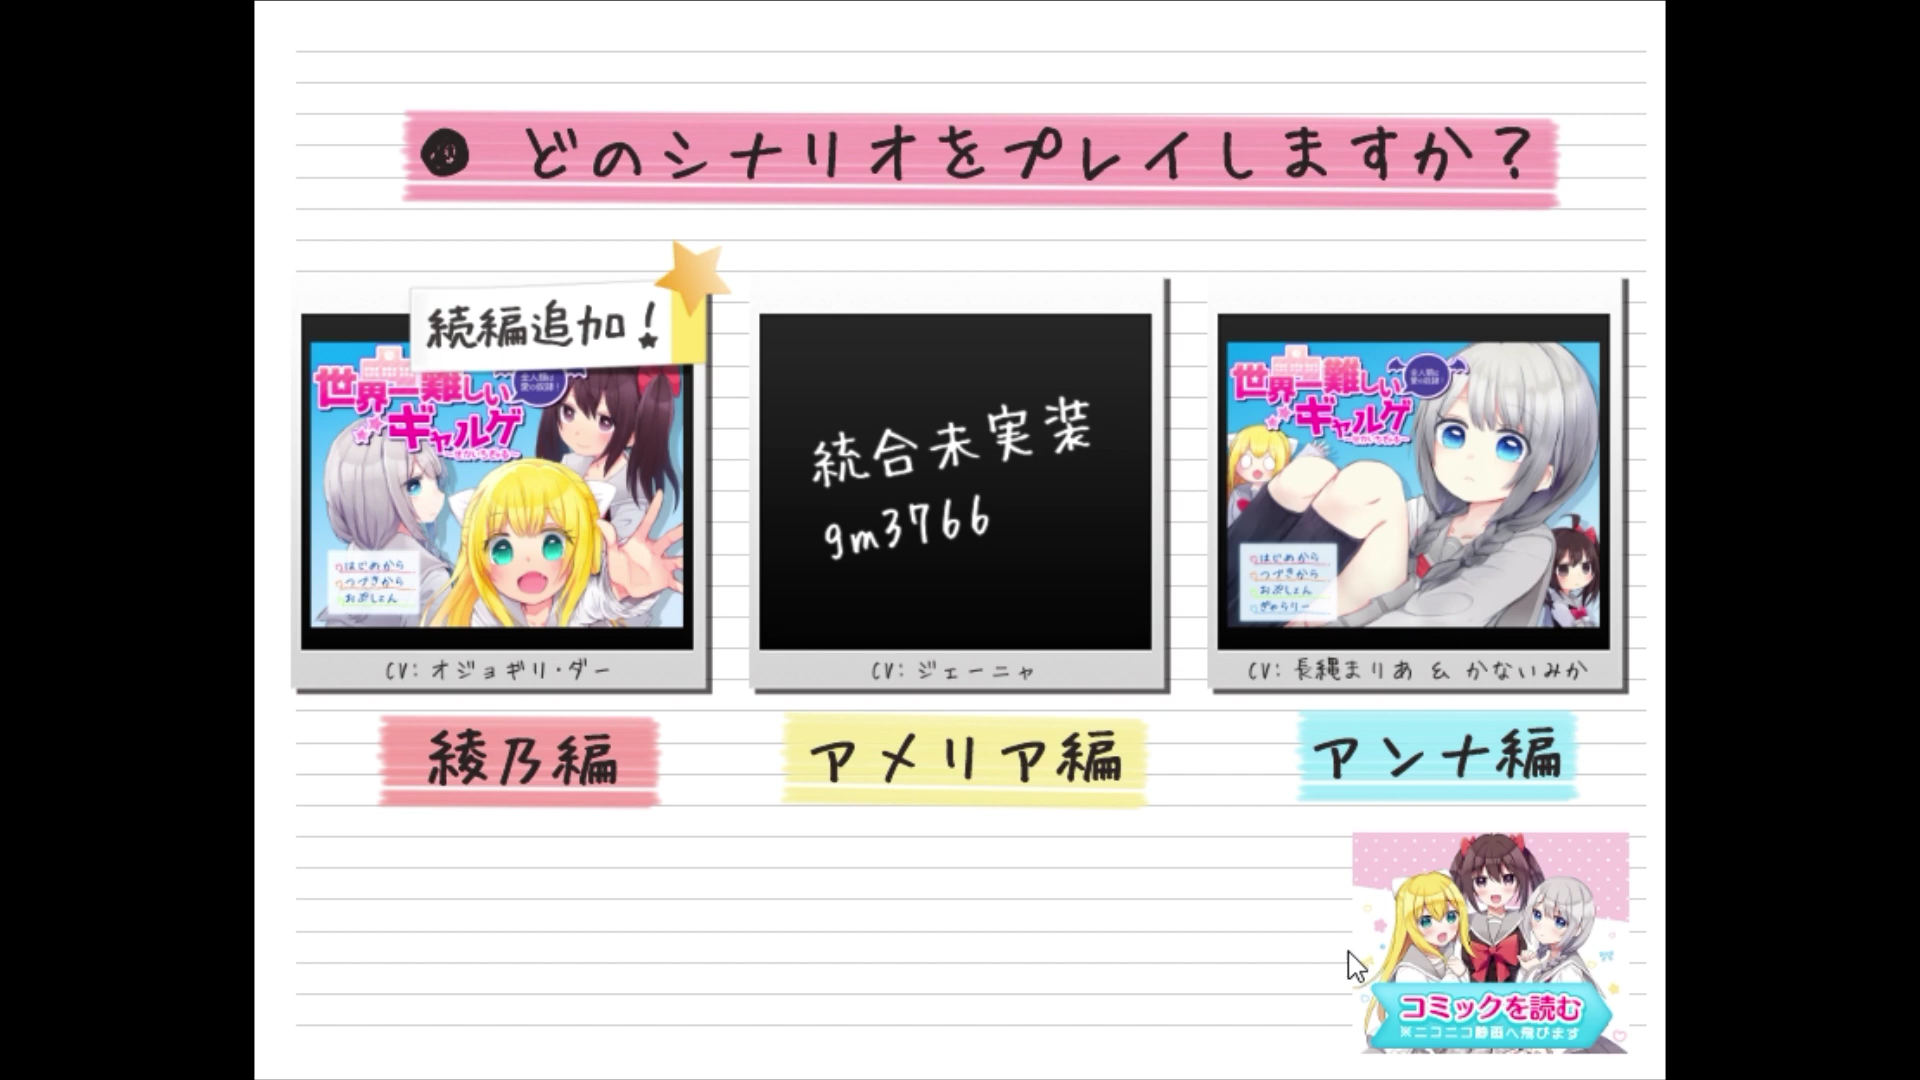 どのシナリオをプレイしますか?
続編追加!
世界一難しい
ギャルゲ
はじめから
つづきから
おぷしょん
CV: オジョギリ・ダー
綾乃編
統合未実装
gm3766
CV: ジェーニャ
アメリア編
世界一難しい
ギャルゲ
はじめから
つづきから
おぷしょん
ぎゃらりー
CV: 長縄まりあ & かないみか
アンナ編
コミックを読む
※ニコニコ静画へ飛びます